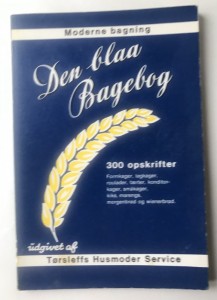 Moderne bagning
Den blaa
Bagebog
300 opskrifter
Formkager, lagkager,
roulader, tærter, konditor-
kager, småkager,
kiks, marengs,
morgenbrød og wienerbrød.
udgivet af
Tørsleffs Husmoder Service